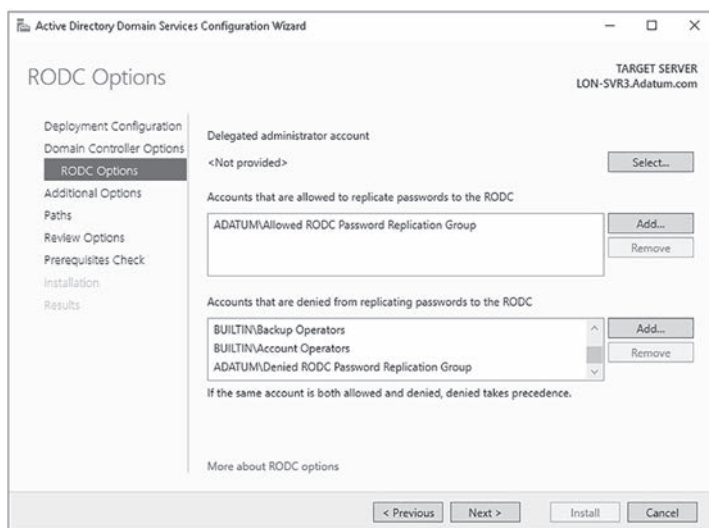 Active Directory Domain Services Configuration Wizard
RODC Options
TARGET SERVER
LON-SVR3.Adatum.com
Deployment Configuration
Domain Controller Options
RODC Options
Additional Options
Paths
Review Options
Prerequisites Check
Installation
Results
Delegated administrator account
<Not provided>
Select...
Accounts that are allowed to replicate passwords to the RODC
ADATUM\Allowed RODC Password Replication Group
Add...
Remove
Accounts that are denied from replicating passwords to the RODC
BUILTIN\Backup Operators
BUILTIN\Account Operators
ADATUM\Denied RODC Password Replication Group
Add...
Remove
If the same account is both allowed and denied, denied takes precedence.
More about RODC options
< Previous
Next >
Install
Cancel